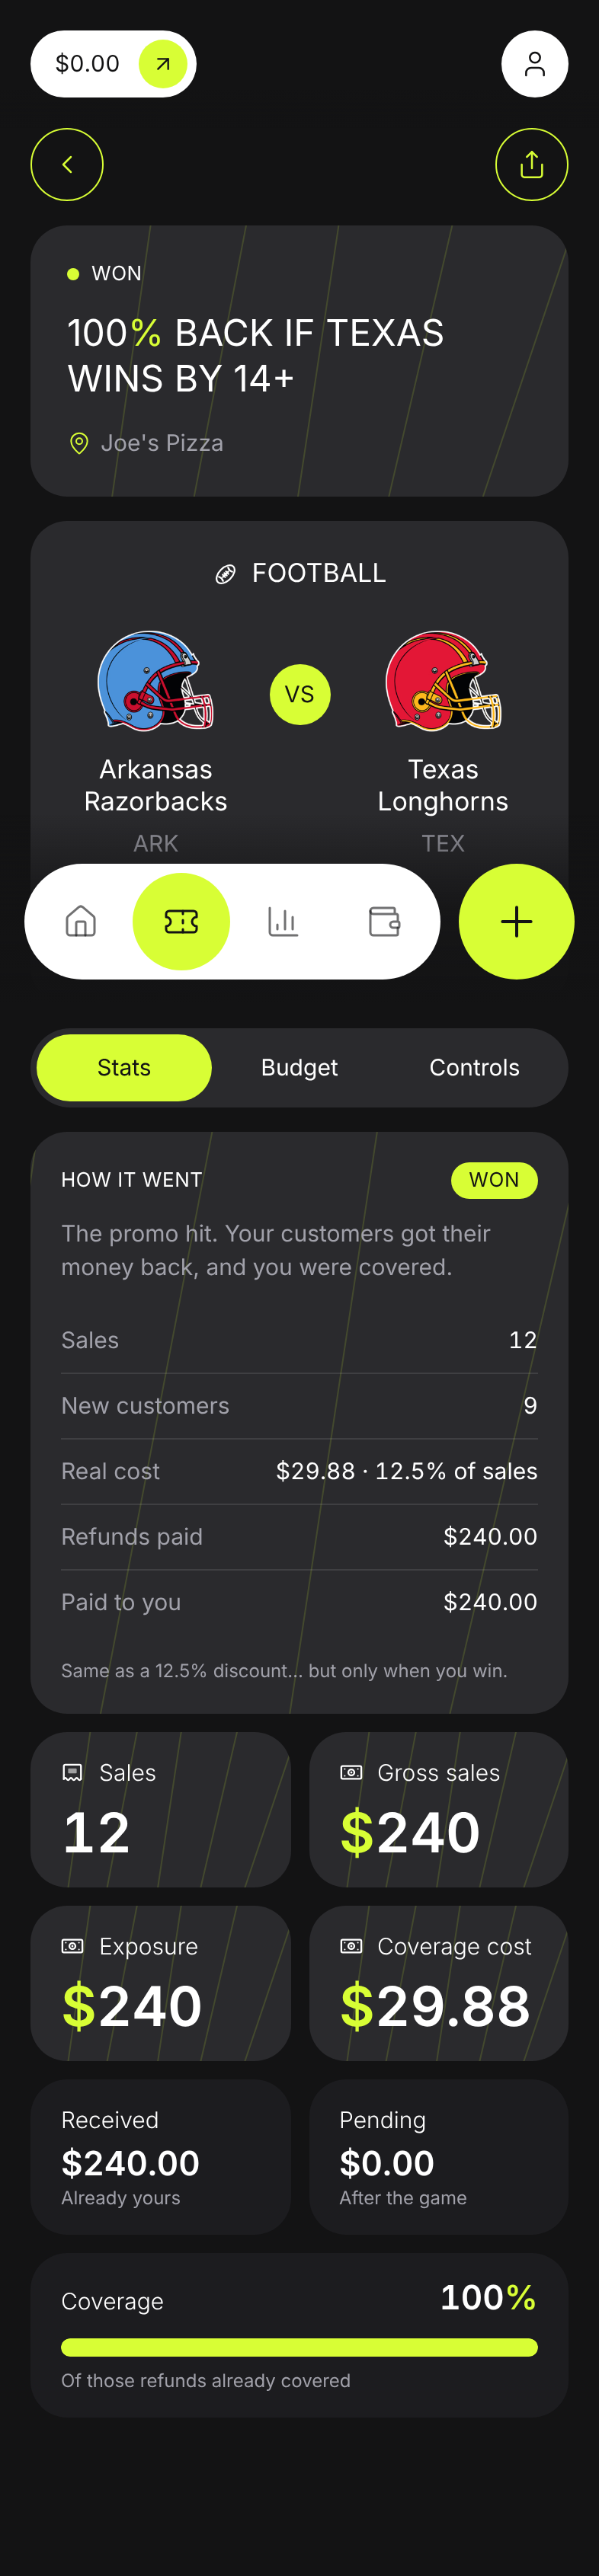 $0.00
WON
100% BACK IF TEXAS
WINS BY 14+
Joe's Pizza
FOOTBALL
VS
Arkansas
Razorbacks
Texas
Longhorns
ARK
TEX
Stats
Budget
Controls
HOW IT WENT
WON
The promo hit. Your customers got their
money back, and you were covered.
Sales
12
New customers
9
Real cost
$29.88 · 12.5% of sales
Refunds paid
$240.00
Paid to you
$240.00
Same as a 12.5% discount... but only when you win.
Sales
12
Gross sales
$240
Exposure
$240
Coverage cost
$29.88
Received
$240.00
Already yours
Pending
$0.00
After the game
Coverage
100%
Of those refunds already covered